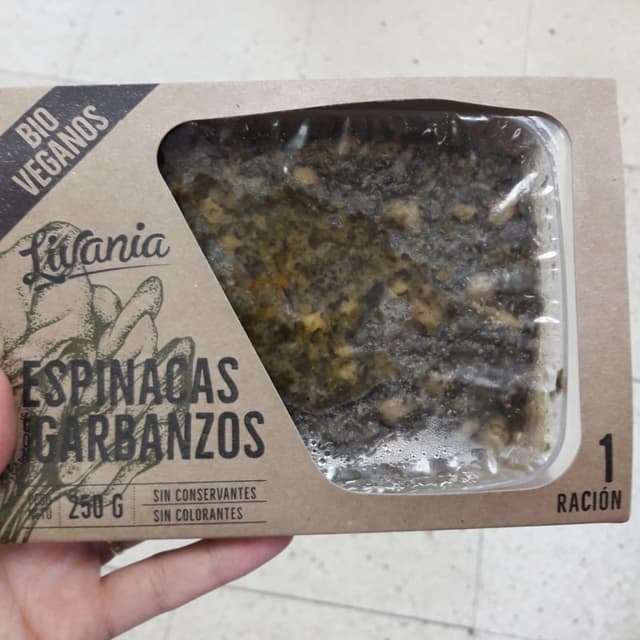 BIO
VEGANOS
Livania
ESPINACAS
GARBANZOS
250 G
SIN CONSERVANTES
SIN COLORANTES
1
RACIÓN